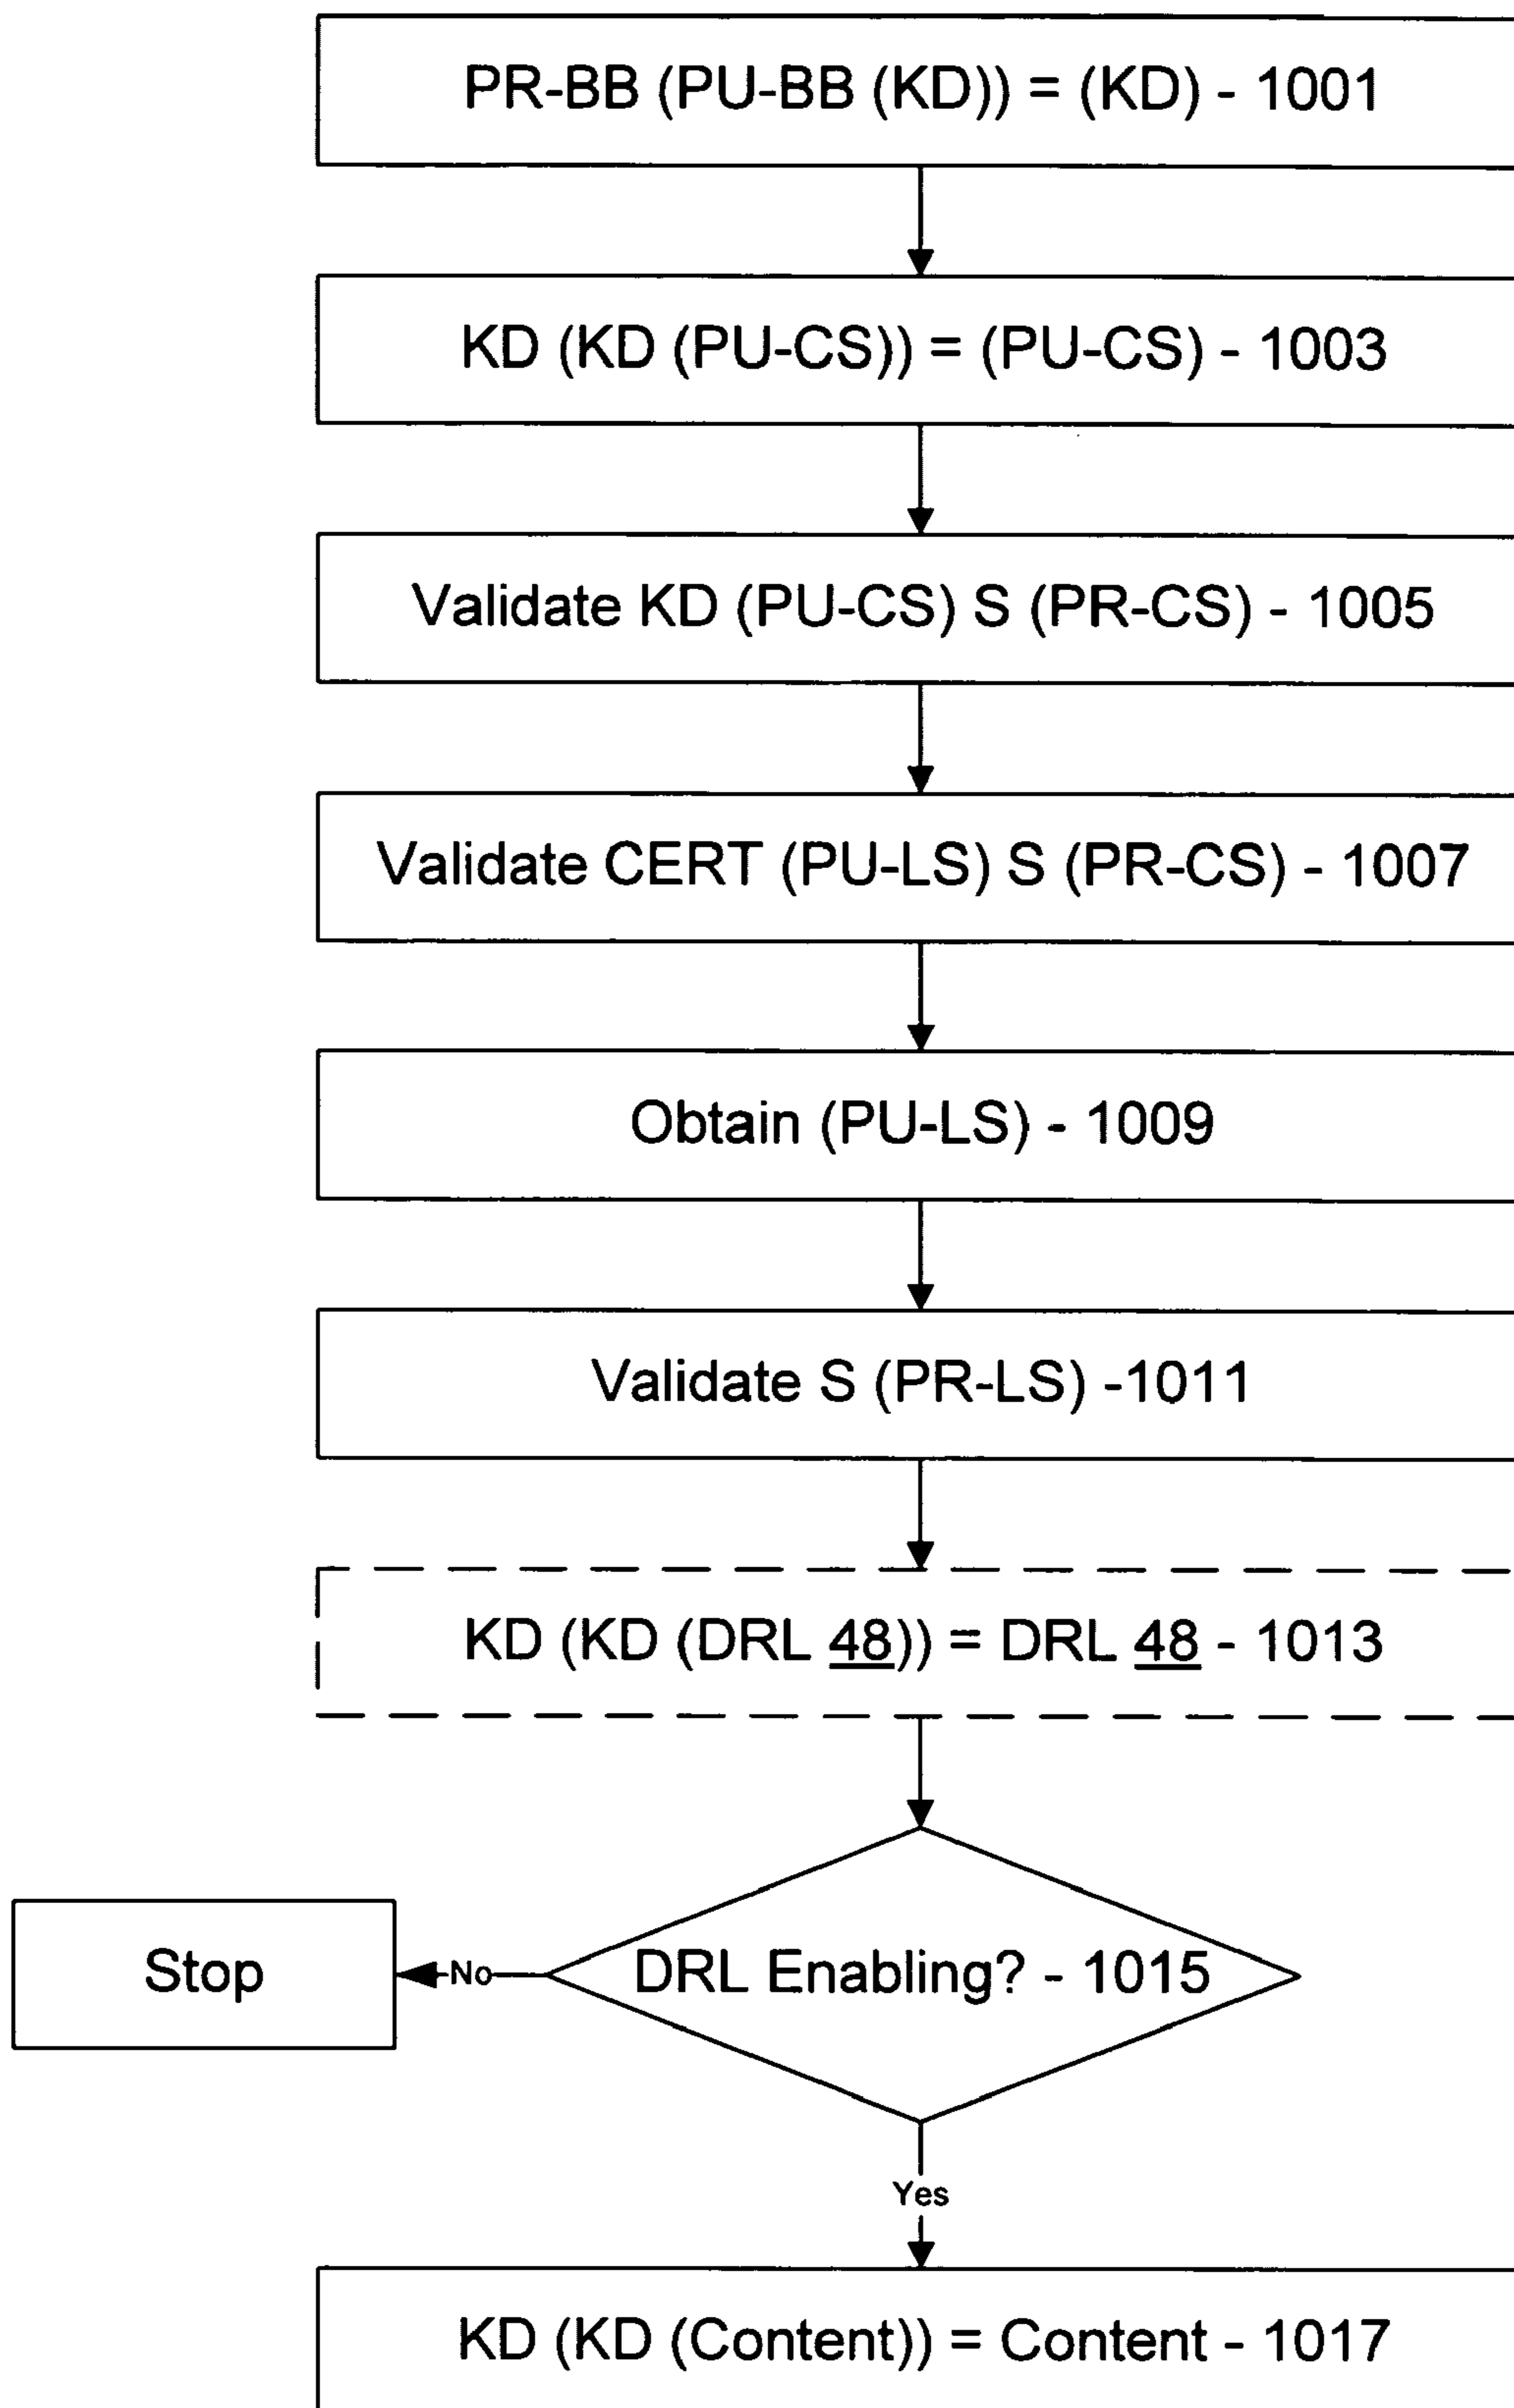 PR-BB (PU-BB (KD)) = (KD) - 1001
KD (KD (PU-CS)) = (PU-CS) - 1003
Validate KD (PU-CS) S (PR-CS) - 1005
Validate CERT (PU-LS) S (PR-CS) - 1007
Obtain (PU-LS) - 1009
Validate S (PR-LS) -1011
KD (KD (DRL 48)) = DRL 48 - 1013
DRL Enabling? - 1015
No
Stop
Yes
KD (KD (Content)) = Content - 1017